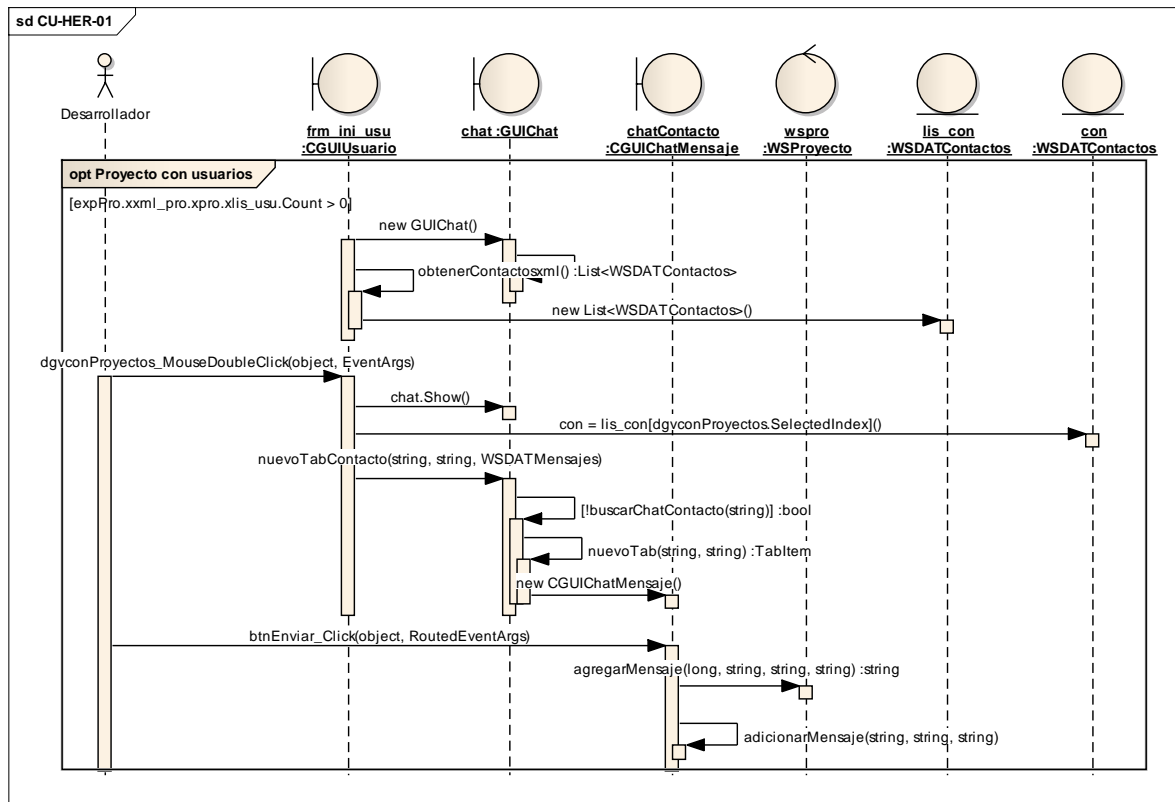 sd CU-HER-01
Desarrollador
frm_ini_usu
:CGUIUsuario
chat :GUIChat
chatContacto
:CGUIChatMensaje
wspro
:WSProyecto
lis_con
:WSDATContactos
con
:WSDATContactos
opt Proyecto con usuarios
[expPro.xxml_pro.xpro.xlis_usu.Count > 0]
new GUIChat()
obtenerContactosxml() :List<WSDATContactos>
new List<WSDATContactos>()
dgvconProyectos_MouseDoubleClick(object, EventArgs)
chat.Show()
con = lis_con[dgvconProyectos.SelectedIndex]()
nuevoTabContacto(string, string, WSDATMensajes)
[!buscarChatContacto(string)] :bool
nuevoTab(string, string) :TabItem
new CGUIChatMensaje()
btnEnviar_Click(object, RoutedEventArgs)
agregarMensaje(long, string, string, string) :string
adicionarMensaje(string, string, string)